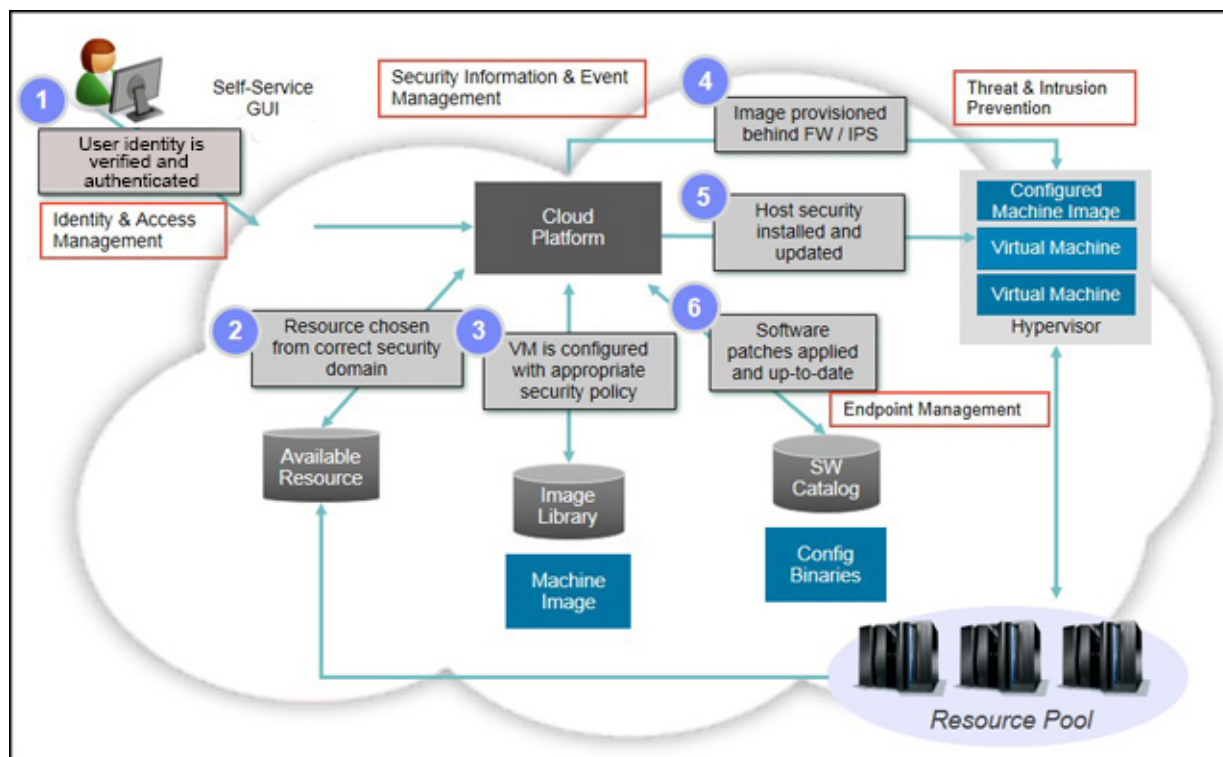 1
Self-Service
GUI
User identity is
verified and
authenticated
Identity & Access
Management
Security Information & Event
Management
4
Image provisioned
behind FW / IPS
Threat & Intrusion
Prevention
Cloud
Platform
5
Host security
installed and
updated
Configured
Machine Image
Virtual Machine
Virtual Machine
Hypervisor
2
Resource chosen
from correct security
domain
3
VM is configured
with appropriate
security policy
6
Software
patches applied
and up-to-date
Endpoint Management
Available
Resource
Image
Library
SW
Catalog
Machine
Image
Config
Binaries
Resource Pool